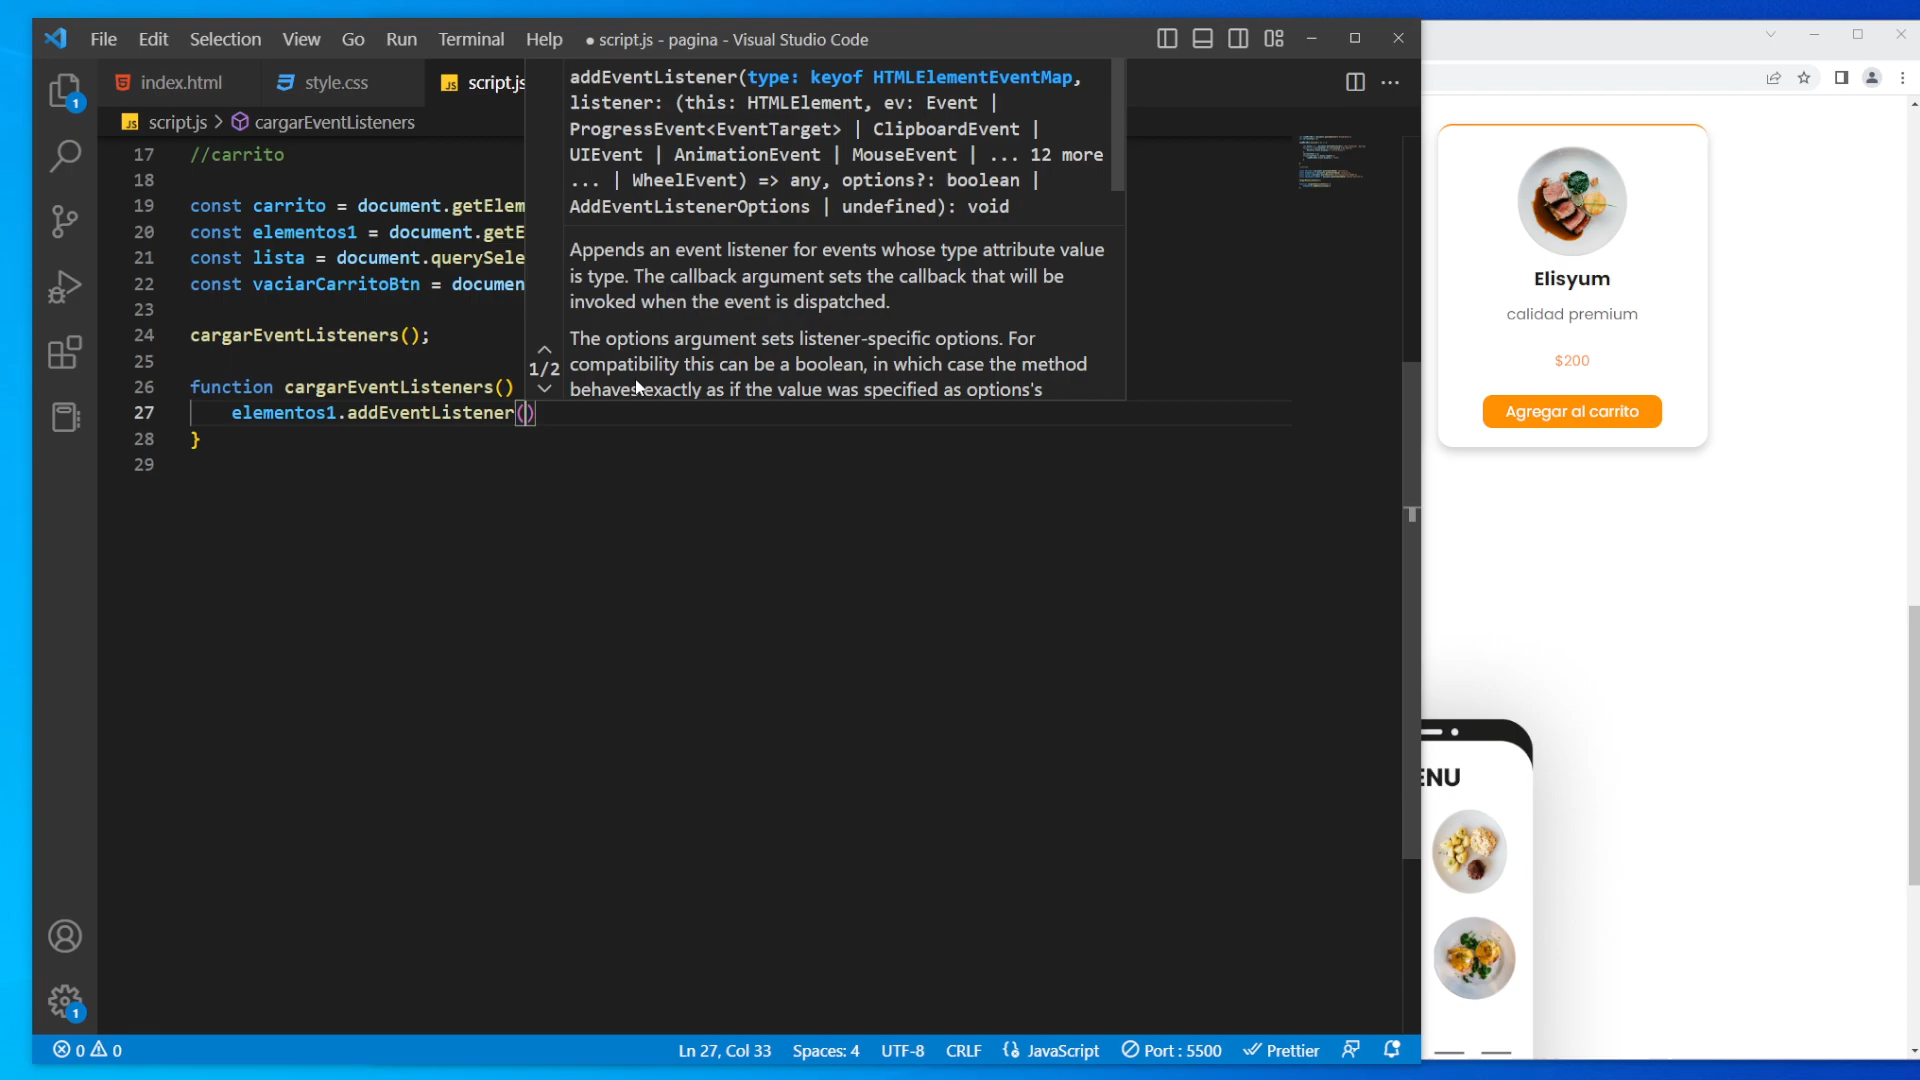 File Edit Selection View Go Run Terminal Help ● script.js - pagina - Visual Studio Code
index.html style.css script.js
script.js > cargarEventListeners
17 //carrito
18
19 const carrito = document.getElem
20 const elementos1 = document.getE
21 const lista = document.querySele
22 const vaciarCarritoBtn = documen
23
24 cargarEventListeners();
25
26 function cargarEventListeners()
27 elementos1.addEventListener()
28 }
29
addEventListener(type: keyof HTMLElementEventMap,
listener: (this: HTMLElement, ev: Event |
ProgressEvent<EventTarget> | ClipboardEvent |
UIEvent | AnimationEvent | MouseEvent | ... 12 more
... | WheelEvent) => any, options?: boolean |
AddEventListenerOptions | undefined): void
Appends an event listener for events whose type attribute value
is type. The callback argument sets the callback that will be
invoked when the event is dispatched.
The options argument sets listener-specific options. For
compatibility this can be a boolean, in which case the method
behaves exactly as if the value was specified as options's
1/2
1
1
0 0
Ln 27, Col 33 Spaces: 4 UTF-8 CRLF JavaScript Port : 5500 Prettier
Elisyum
calidad premium
$200
Agregar al carrito
ENU